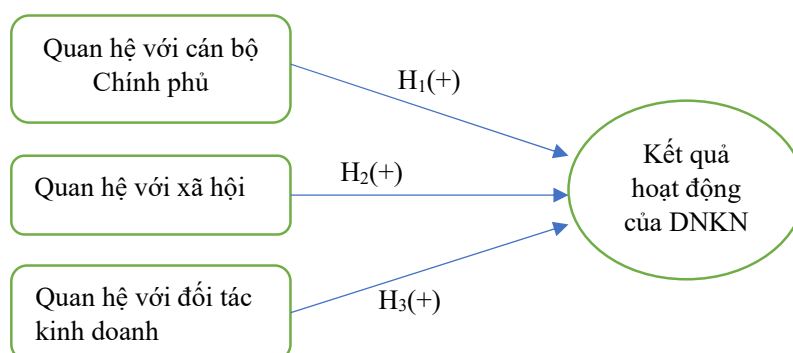 Quan hệ với cán bộ
Chính phủ
H₁(+)
Quan hệ với xã hội
H₂(+)
Kết quả
hoạt động
của DNKN
Quan hệ với đối tác
kinh doanh
H₃(+)